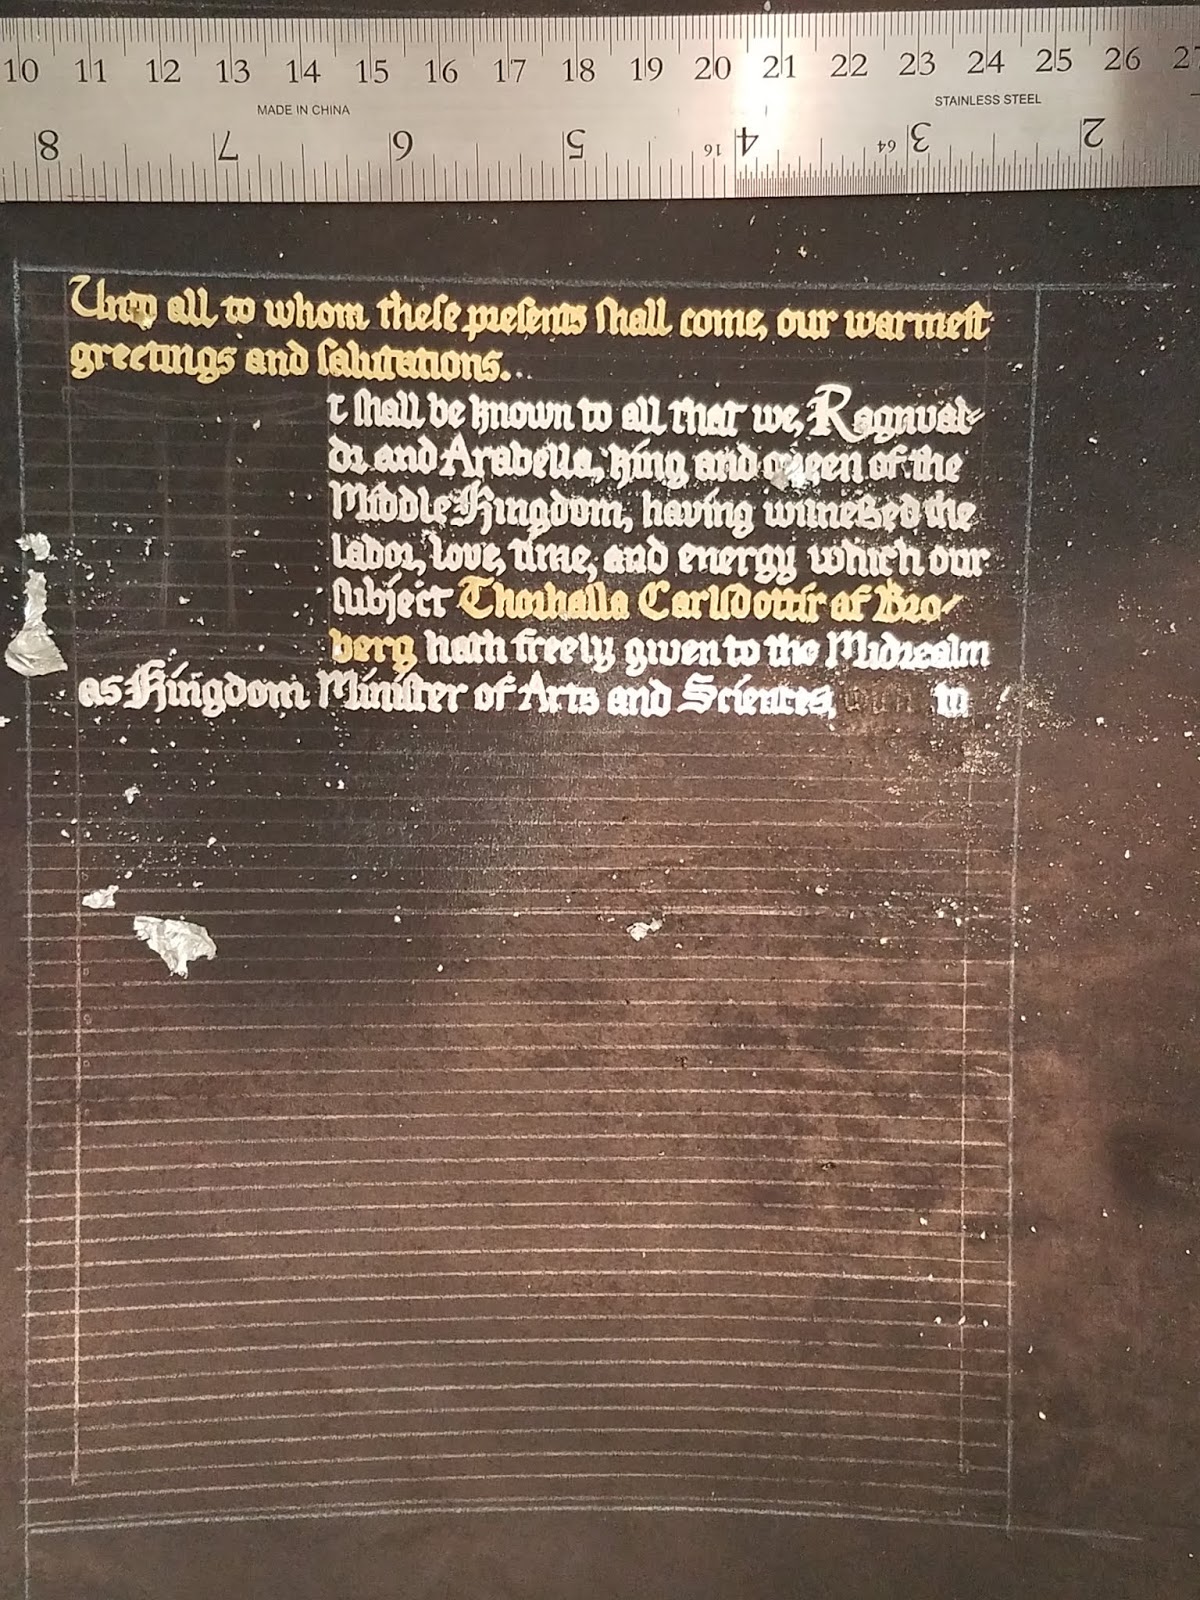 10 11 12 13 14 15 16 17 18 19 20 21 22 23 24 25 26 27
MADE IN CHINA
STAINLESS STEEL
8 7 6 5 16 4 64 3 2
Unto all to whom theſe preſents ſhall come, our warmeſt
greetings and ſalutations.
t ſhall be known to all that we, Ragnval-
dr and Arabella, King and Queen of the
Middle Kingdom, having witneſſed the
labor, love, time, and energy which our
ſubject Thorhalla Carlſdottir af Bro-
berg hath freely given to the Midrealm
as Kingdom Miniſter of Arts and Sciences, to